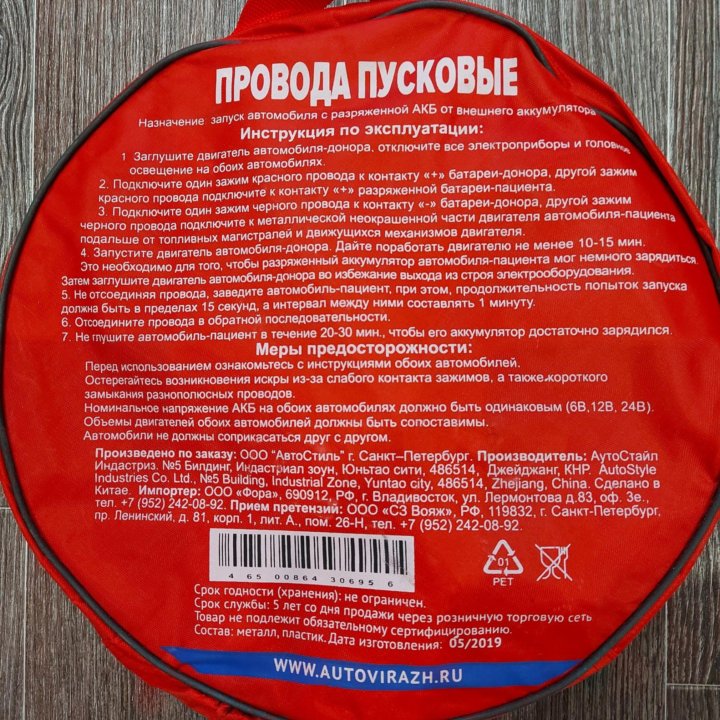 ПРОВОДА ПУСКОВЫЕ
Назначение запуск автомобиля с разряженной АКБ от внешнего аккумулятора
Инструкция по эксплуатации:
1 Заглушите двигатель автомобиля-донора, отключите все электроприборы и головное
освещение на обоих автомобилях.
2. Подключите один зажим красного провода к контакту «+» батареи-донора, другой зажим
красного провода подключите к контакту «+» разряженной батареи-пациента.
3. Подключите один зажим черного провода к контакту «-» батареи-донора, другой зажим
черного провода подключите к металлической неокрашенной части двигателя автомобиля-пациента
подальше от топливных магистралей и движущихся механизмов двигателя.
4. Запустите двигатель автомобиля-донора. Дайте поработать двигателю не менее 10-15 мин.
Это необходимо для того, чтобы разряженный аккумулятор автомобиля-пациента мог немного зарядиться.
Затем заглушите двигатель автомобиля-донора во избежание выхода из строя электрооборудования.
5. Не отсоединяя провода, заведите автомобиль-пациент, при этом, продолжительность попыток запуска
должна быть в пределах 15 секунд, а интервал между ними составлять 1 минуту.
6. Отсоедините провода в обратной последовательности.
7. Не глушите автомобиль-пациент в течение 20-30 мин., чтобы его аккумулятор достаточно зарядился.
Меры предосторожности:
Перед использованием ознакомьтесь с инструкциями обоих автомобилей.
Остерегайтесь возникновения искры из-за слабого контакта зажимов, а также короткого
замыкания разнополюсных проводов.
Номинальное напряжение АКБ на обоих автомобилях должно быть одинаковым (6В,12В, 24В).
Объемы двигателей обоих автомобилей должны быть сопоставимы.
Автомобили не должны соприкасаться друг с другом.
Произведено по заказу: ООО "АвтоСтиль" г. Санкт–Петербург. Производитель: АутоСтайл
Индастриз. №5 Билдинг, Индастриал зоун, Юньтао сити, 486514, Джейджанг, КНР. AutoStyle
Industries Co. Ltd., №5 Building, Industrial Zone, Yuntao city, 486514, Zhejiang, China. Сделано в
Китае. Импортер: ООО «Фора», 690912, РФ, г. Владивосток, ул. Лермонтова д.83, оф. 3е.,
тел. +7 (952) 242-08-92. Прием претензий: ООО «СЗ Вояж», РФ, 119832, г. Санкт-Петербург.
пр. Ленинский, д. 81, корп. 1, лит. А., пом. 26-Н, тел. +7 (952) 242-08-92.
4 650086 430695 6
01
PET
Срок годности (хранения): не ограничен.
Срок службы: 5 лет со дня продажи через розничную торговую сеть
Товар не подлежит обязательному сертифицированию.
Состав: металл, пластик. Дата изготовления: 05/2019
WWW.AUTOVIRAZH.RU